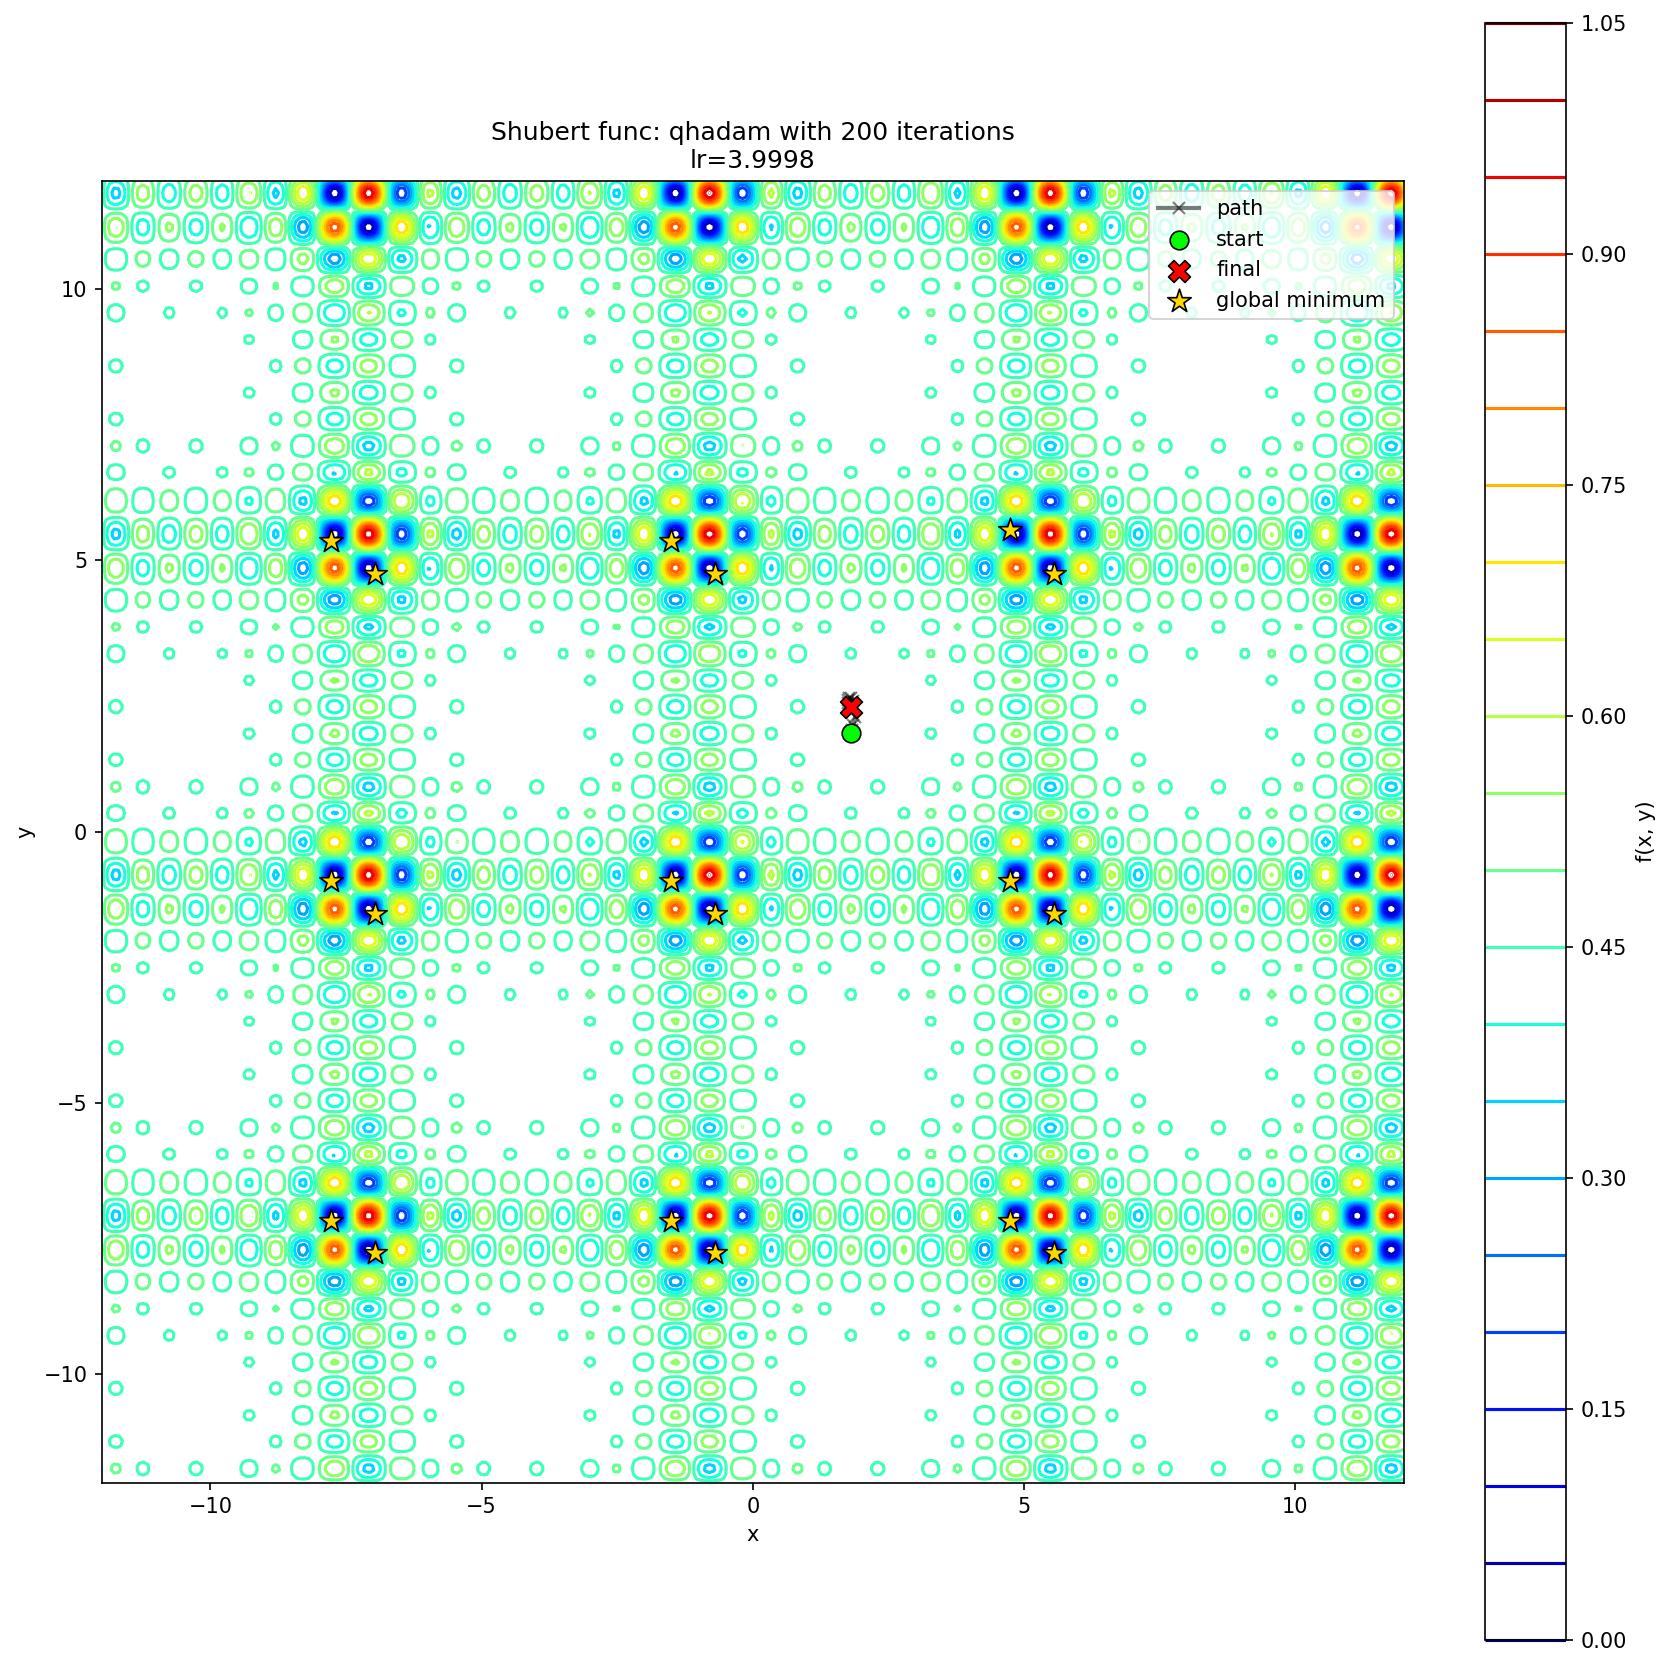 Shubert func: qhadam with 200 iterations
lr=3.9998
path
start
final
global minimum
10
5
0
−5
−10
y
−10
−5
0
5
10
x
1.05
0.90
0.75
0.60
0.45
0.30
0.15
0.00
f(x, y)